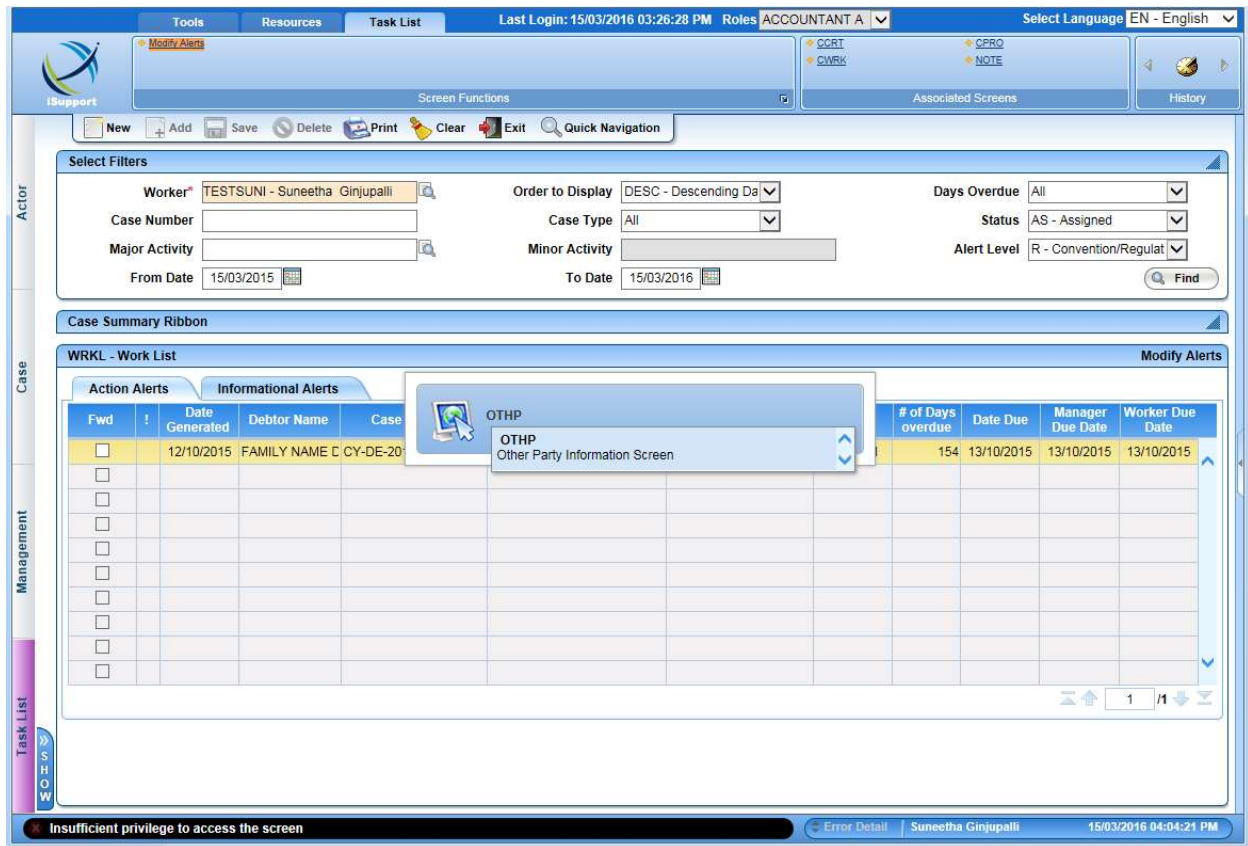 Tools Resources Task List Last Login: 15/03/2016 03:26:28 PM Roles ACCOUNTANT A Select Language EN - English
Modify Alerts CCRT CPRO
CWRK NOTE
iSupport Screen Functions Associated Screens History
New Add Save Delete Print Clear Exit Quick Navigation
Select Filters
Worker* TESTSUNI - Suneetha Ginjupalli Order to Display DESC - Descending Da Days Overdue All
Case Number Case Type All Status AS - Assigned
Major Activity Minor Activity Alert Level R - Convention/Regulat
From Date 15/03/2015 To Date 15/03/2016 Find
Case Summary Ribbon
WRKL - Work List Modify Alerts
Action Alerts Informational Alerts
Fwd ! Date Generated Debtor Name Case # of Days overdue Date Due Manager Due Date Worker Due Date
OTHP
OTHP
Other Party Information Screen
12/10/2015 FAMILY NAME D CY-DE-20 154 13/10/2015 13/10/2015 13/10/2015
1 /1
Actor
Case
Management
Task List
» SHOW
Insufficient privilege to access the screen Error Detail Suneetha Ginjupalli 15/03/2016 04:04:21 PM